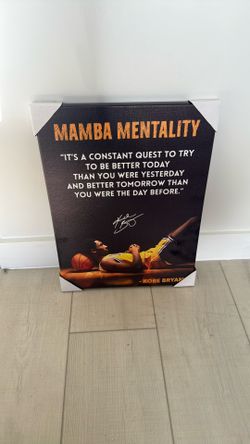 MAMBA MENTALITY
"IT'S A CONSTANT QUEST TO TRY
TO BE BETTER TODAY
THAN YOU WERE YESTERDAY
AND BETTER TOMORROW THAN
YOU WERE THE DAY BEFORE."
-KOBE BRYAN